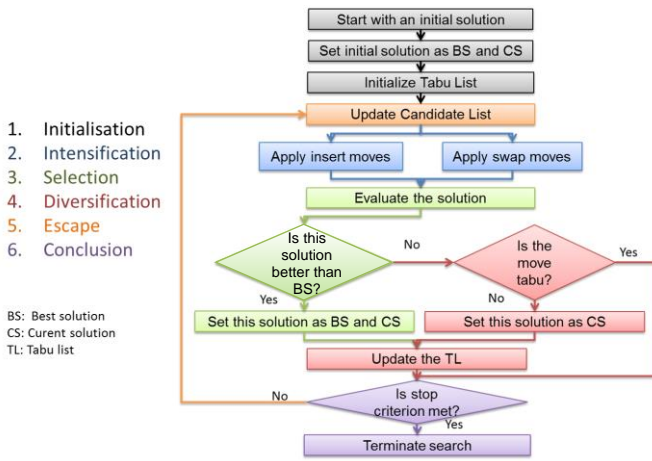 Start with an initial solution
Set initial solution as BS and CS
Initialize Tabu List
Update Candidate List
Apply insert moves
Apply swap moves
Evaluate the solution
Is this
solution
better than
BS?
No
Is the
move
tabu?
Yes
Yes
No
Set this solution as BS and CS
Set this solution as CS
Update the TL
No
Is stop
criterion met?
Yes
Terminate search
1. Initialisation
2. Intensification
3. Selection
4. Diversification
5. Escape
6. Conclusion
BS: Best solution
CS: Curent solution
TL: Tabu list